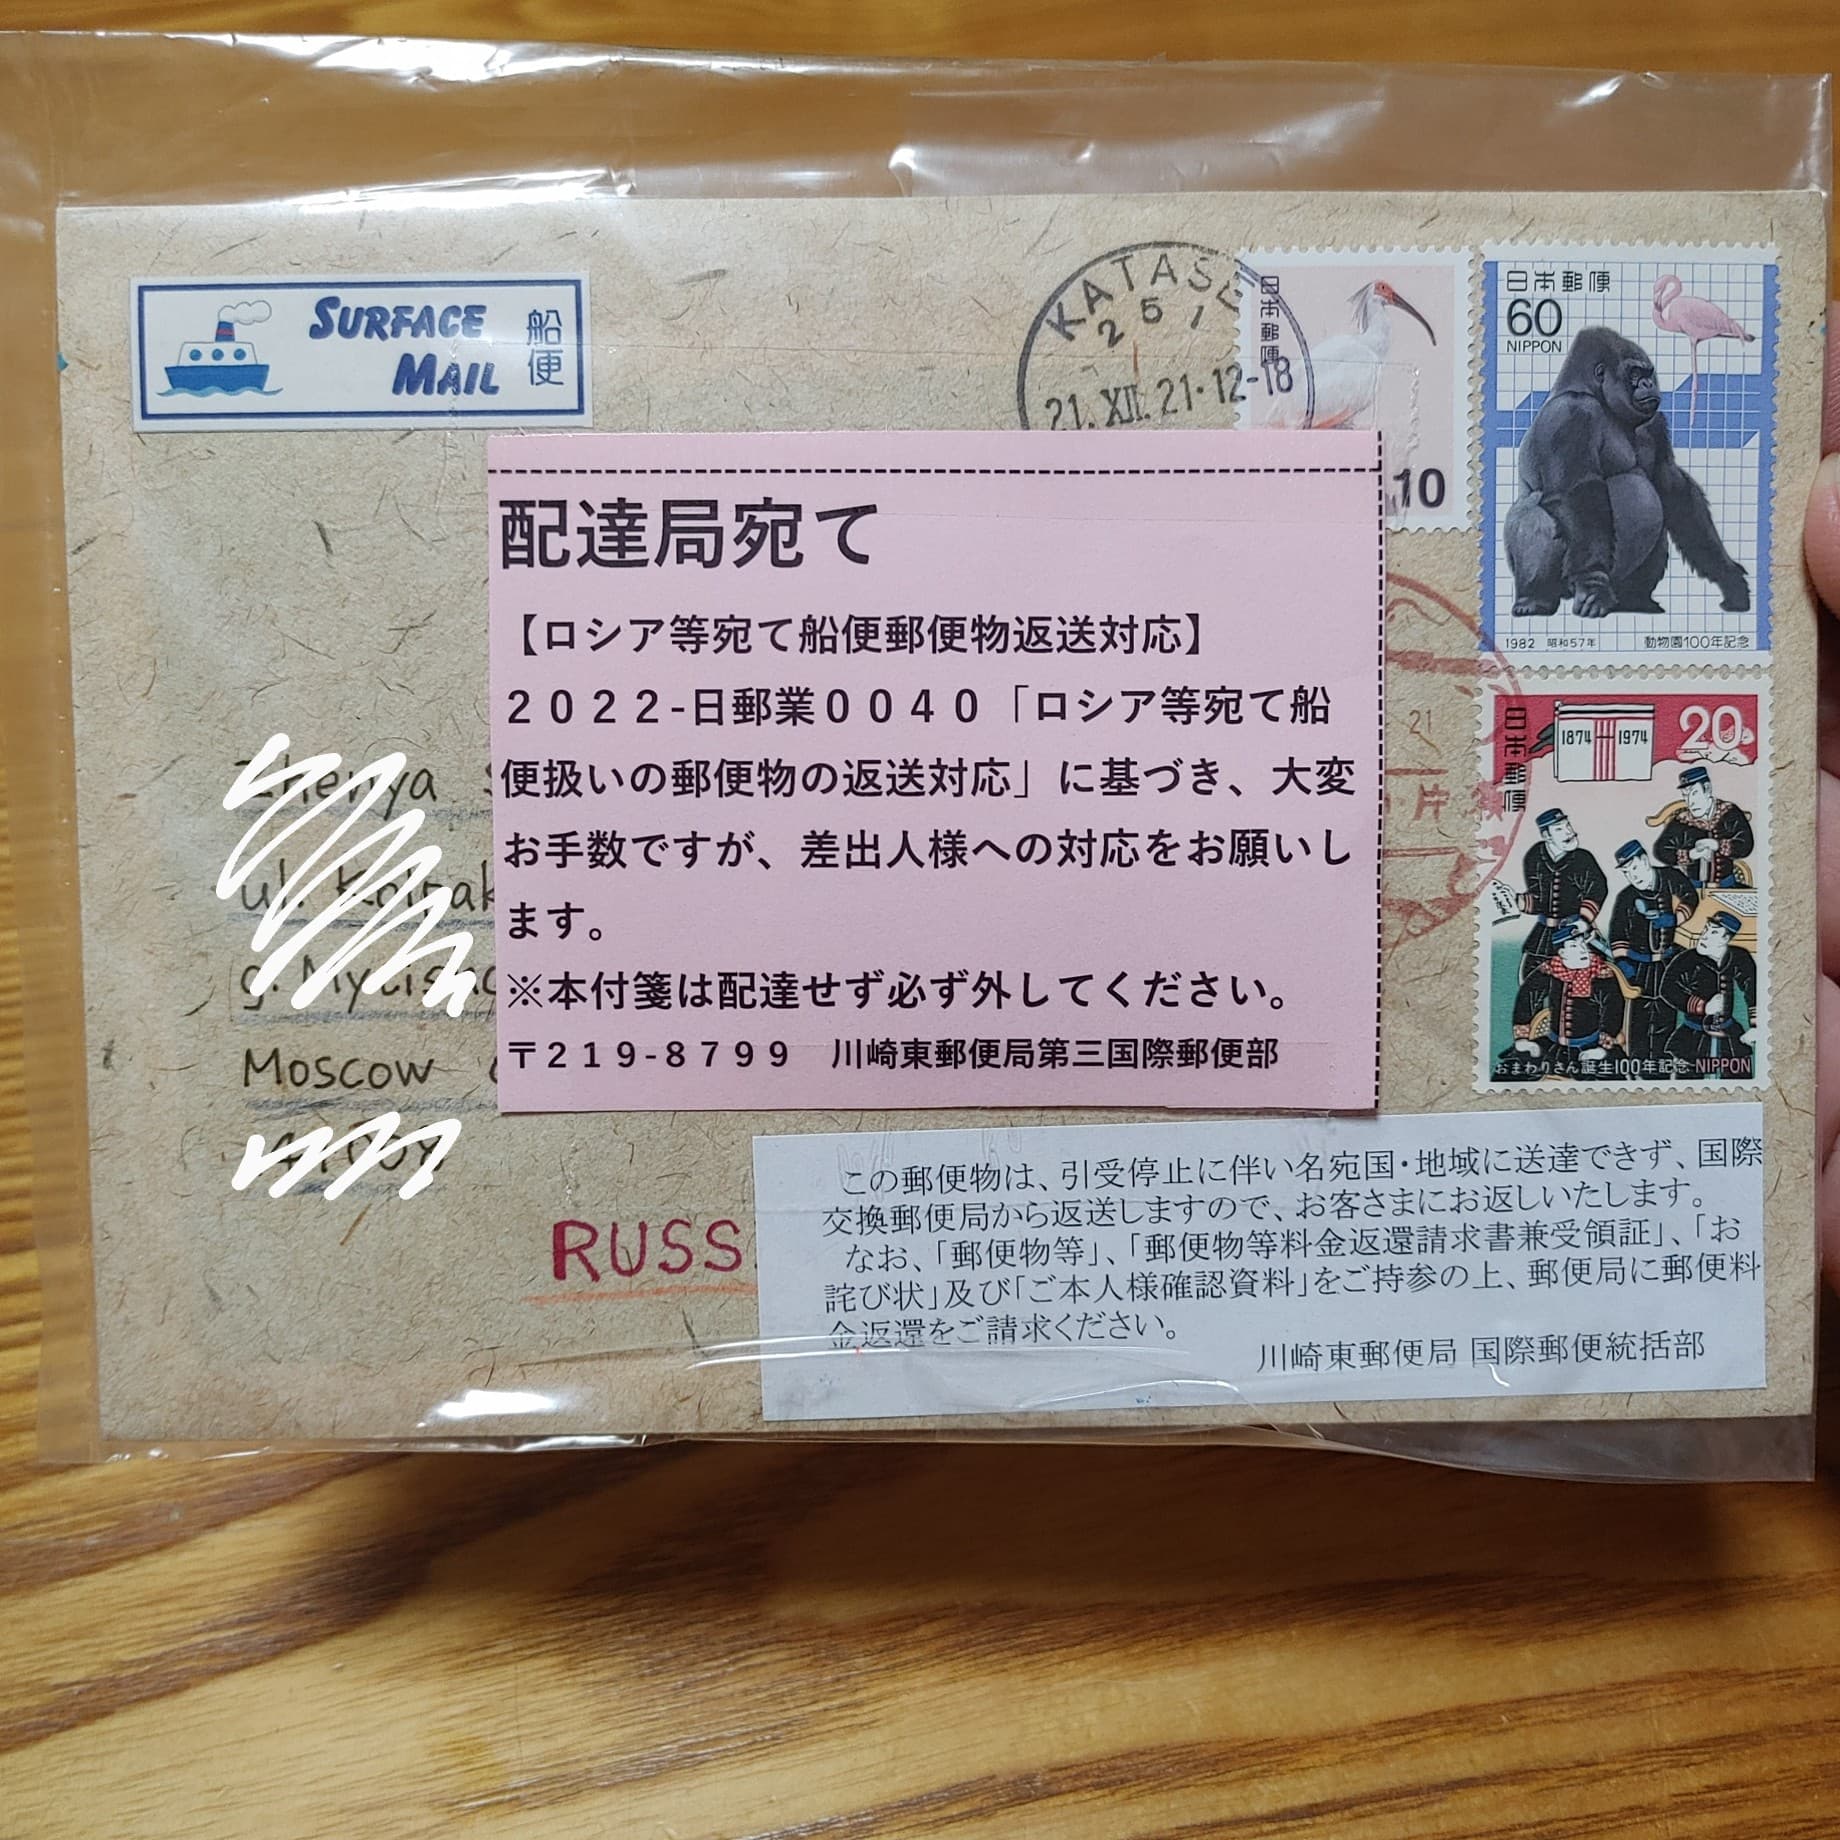 SURFACE MAIL
船便
KATASE
25
21.XII.21・12-18
日本郵便
10
日本郵便
60
NIPPON
1982 昭和57年 動物園100年記念
日本郵便
1874 1974
20
おまわりさん誕生100年記念 NIPPON
21
配達局宛て
【ロシア等宛て船便郵便物返送対応】
2022-日郵業0040「ロシア等宛て船
便扱いの郵便物の返送対応」に基づき、大変
お手数ですが、差出人様への対応をお願いし
ます。
※本付箋は配達せず必ず外してください。
〒219-8799 川崎東郵便局第三国際郵便部
Zhenya
ul.
g.
Moscow
RUSS
この郵便物は、引受停止に伴い名宛国・地域に送達できず、国際
交換郵便局から返送しますので、お客さまにお返しいたします。
なお、「郵便物等」、「郵便物等料金返還請求書兼受領証」、「お
詫び状」及び「ご本人様確認資料」をご持参の上、郵便局に郵便料
金返還をご請求ください。
川崎東郵便局 国際郵便統括部